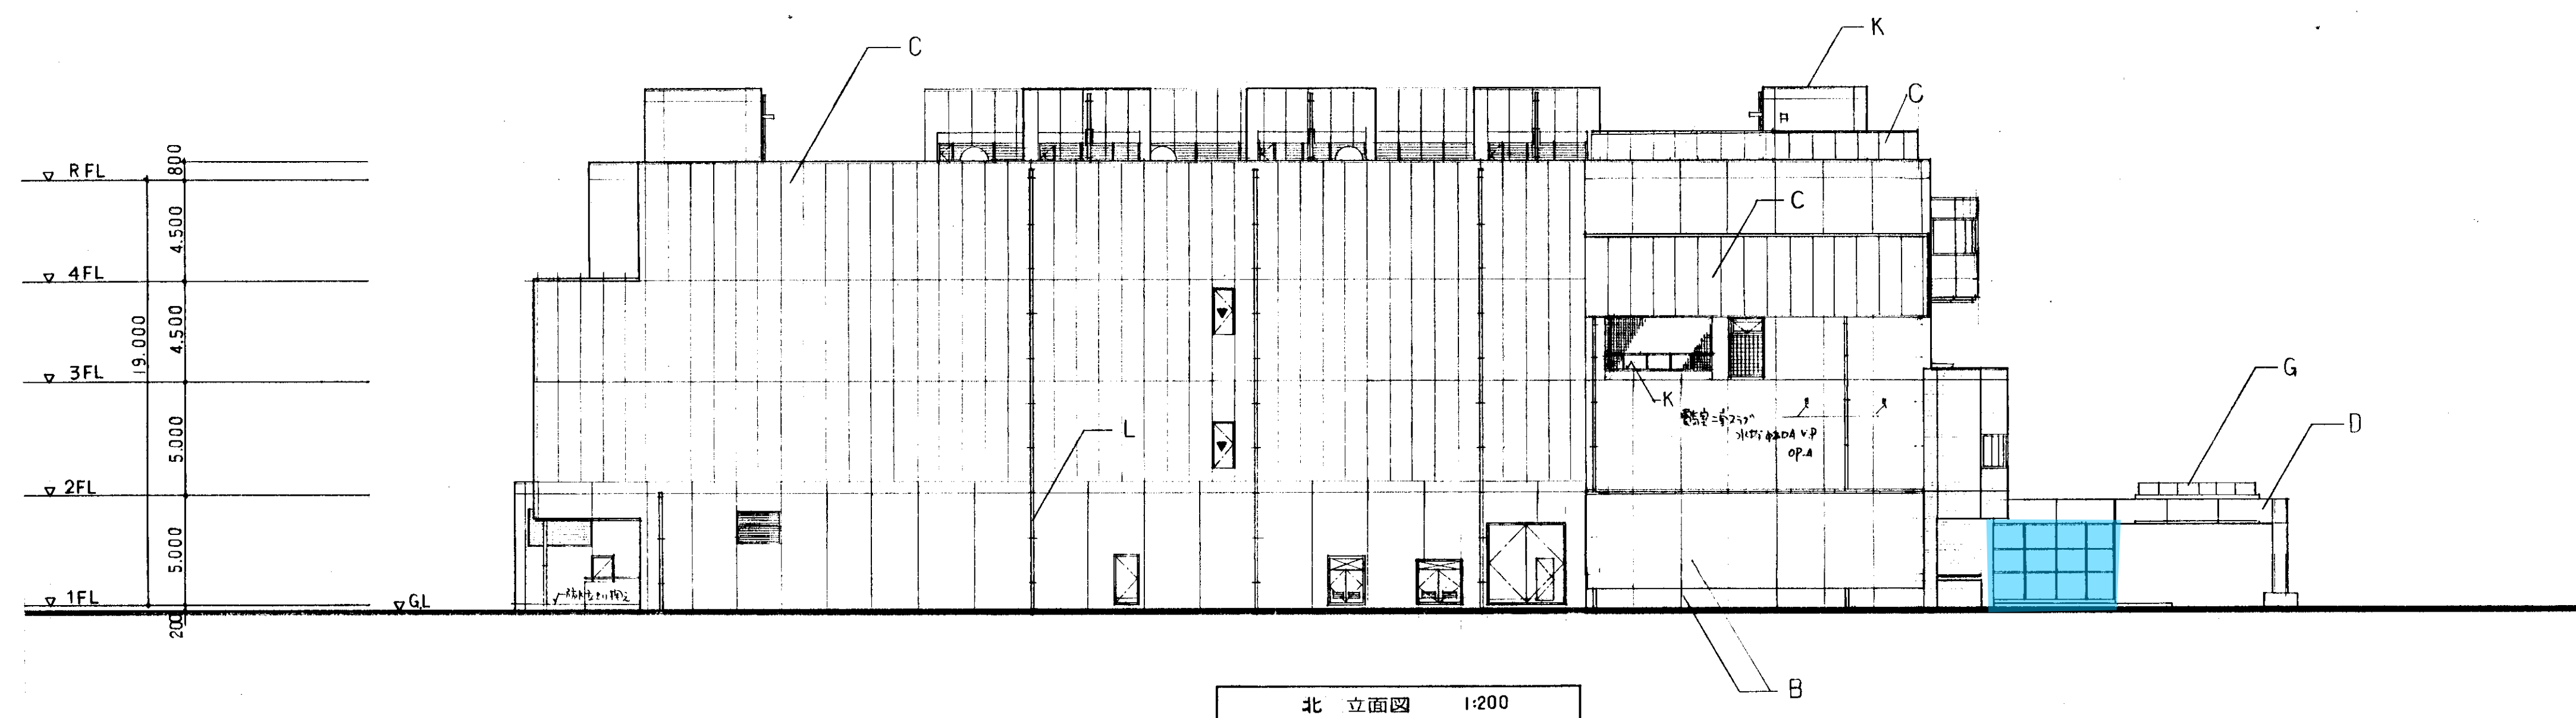 K
C
C
RFL
800
4.500
C
4FL
4.500
19.000
3FL
K
G
D
L
OP.A
5.000
2FL
5.000
1FL
GL
200
B
北 立面図 1:200